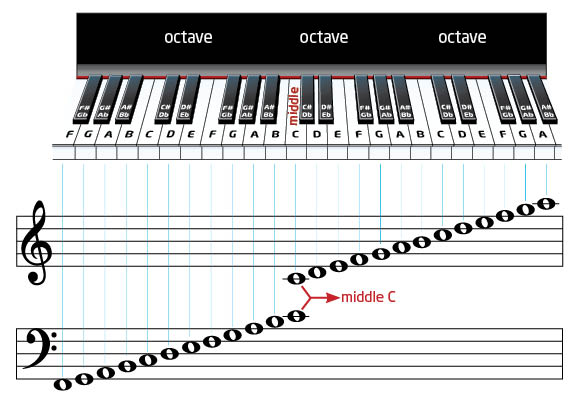 octave octave octave
F# G# A# C# D# F# G# A# C# D# F# G# A# C# D# F# G# A#
Gb Ab Bb Db Eb Gb Ab Bb Db Eb Gb Ab Bb Db Eb Gb Ab Bb
middle
F G A B C D E F G A B C D E F G A B C D E F G A
middle C